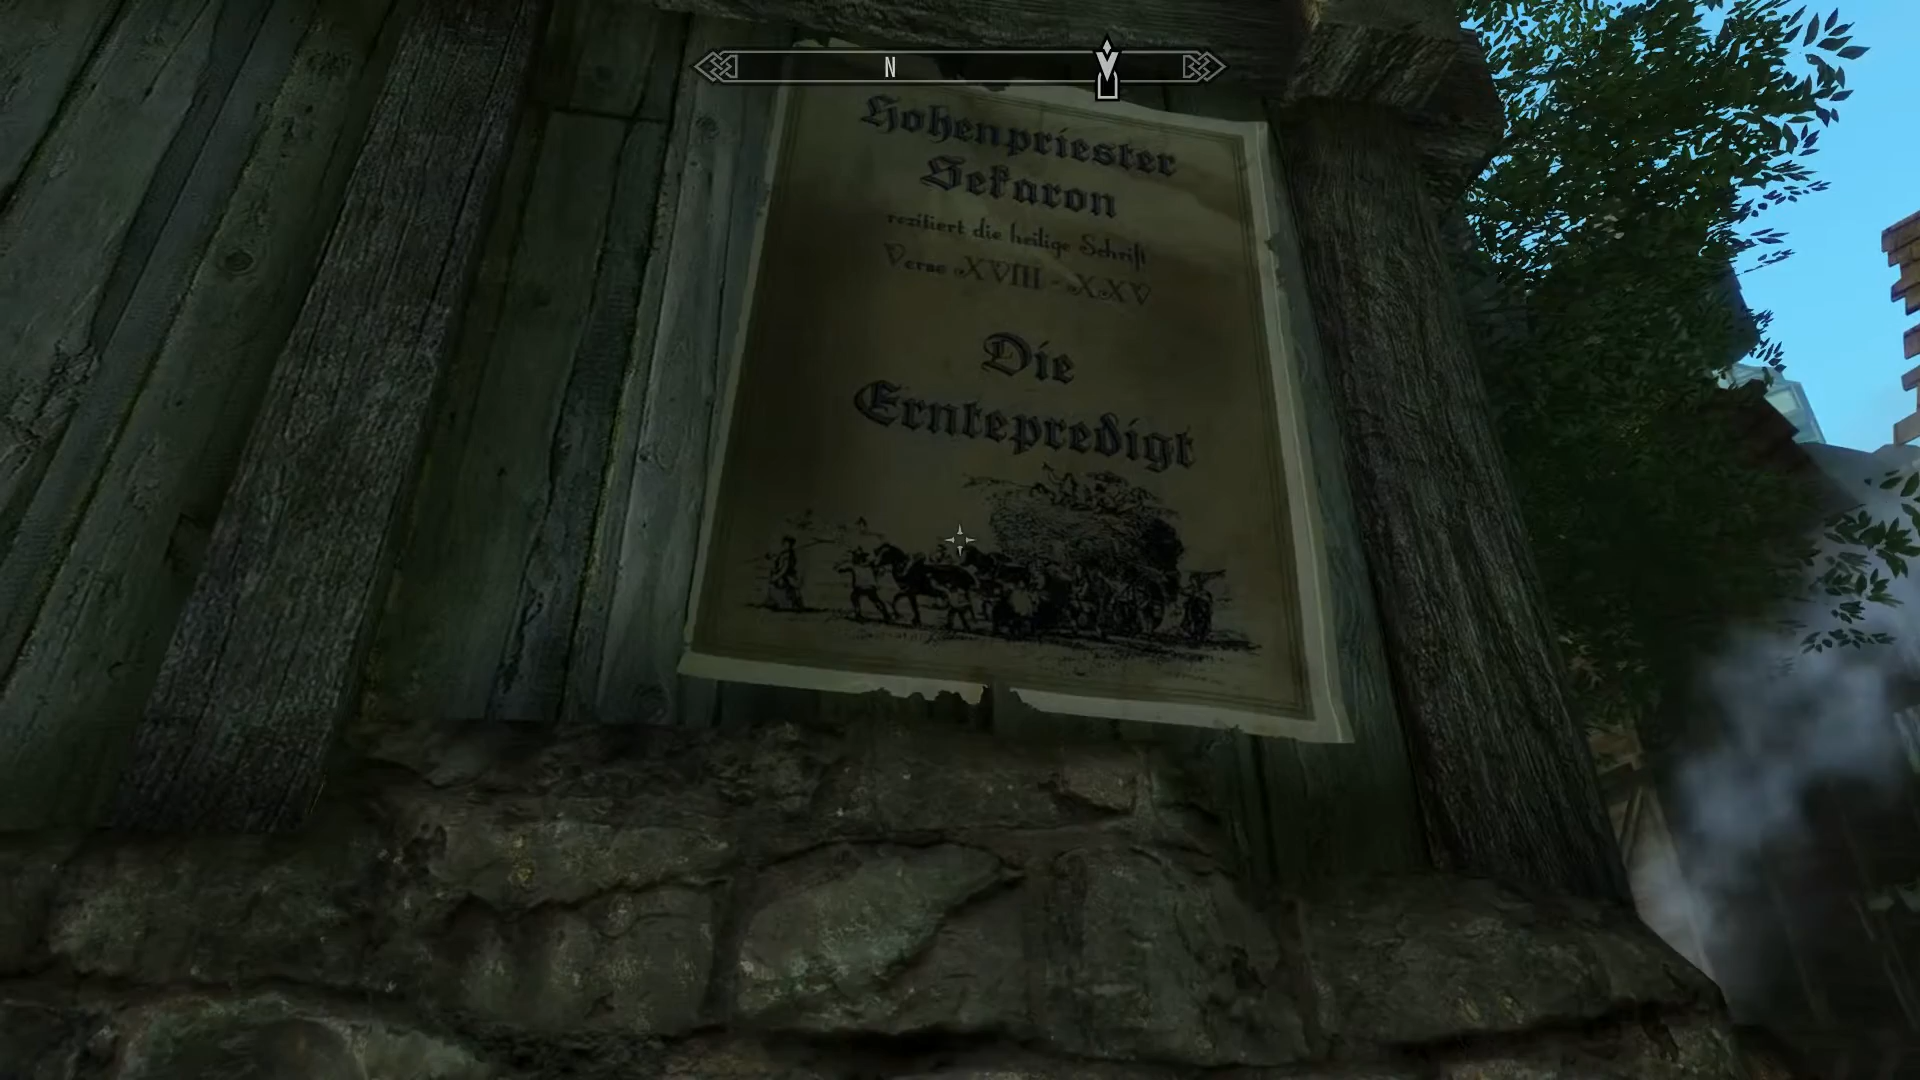 N
Hohenpriester
Sekaron
rezitiert die heilige Schrift
Verse XVIII - XXV
Die
Erntepredigt